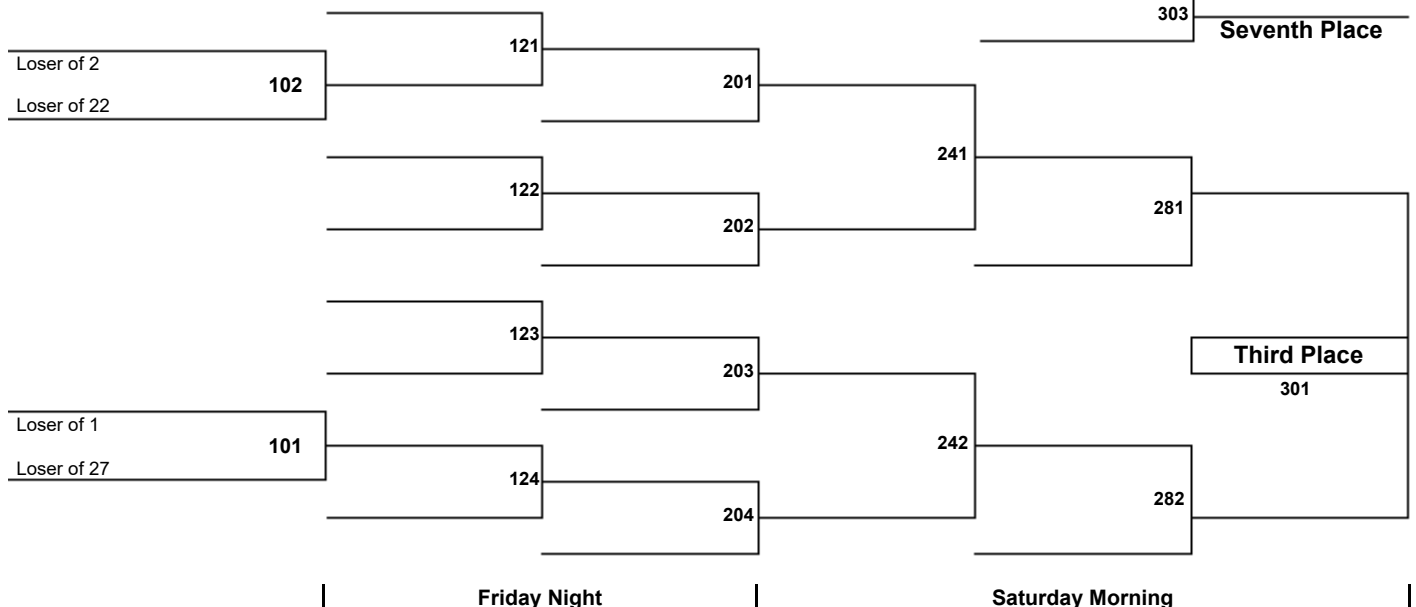 303
Seventh Place
Loser of 2
102
Loser of 22
121
201
241
122
202
281
123
203
Third Place
301
Loser of 1
101
Loser of 27
242
124
204
282
Friday Night
Saturday Morning